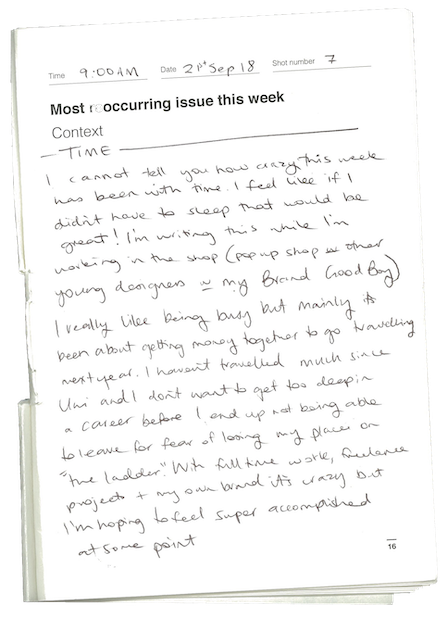 Time 9:00AM Date 21st Sep 18 Shot number 7
Most reoccurring issue this week
Context
— TIME —
I cannot tell you how crazy this week
has been with time. I feel like if I
didn't have to sleep that would be
great! I'm writing this while I'm
working in the shop (pop up shop w other
young designers w my Brand Good Boy)
I really like being busy but mainly its
been about getting money together to go travelling
next year. I haven't travelled much since
Uni and I don't want to get too deep in
a career before I end up not being able
to leave for fear of losing my place on
"the ladder". With full time work, freelance
projects + my own brand it's crazy but
I'm hoping to feel super accomplished
at some point
16